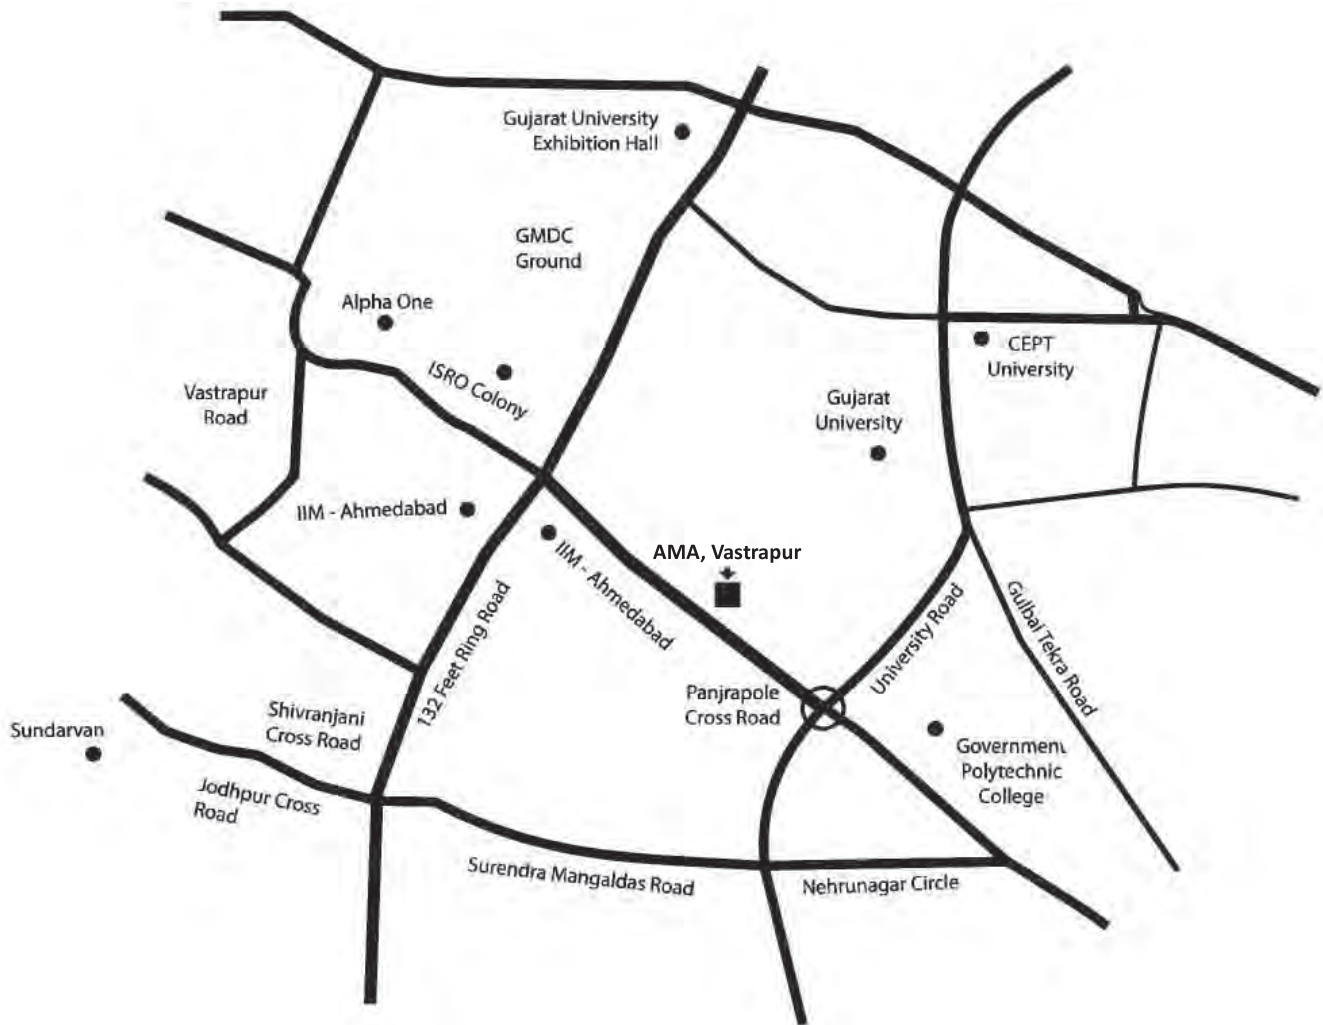 Gujarat University
Exhibition Hall
GMDC
Ground
Alpha One
ISRO Colony
CEPT
University
Vastrapur
Road
Gujarat
University
IIM - Ahmedabad
AMA, Vastrapur
IIM - Ahmedabad
132 Feet Ring Road
University Road
Gulbai Tekra Road
Panjrapole
Cross Road
Shivranjani
Cross Road
Sundarvan
Government
Polytechnic
College
Jodhpur Cross
Road
Surendra Mangaldas Road
Nehrunagar Circle